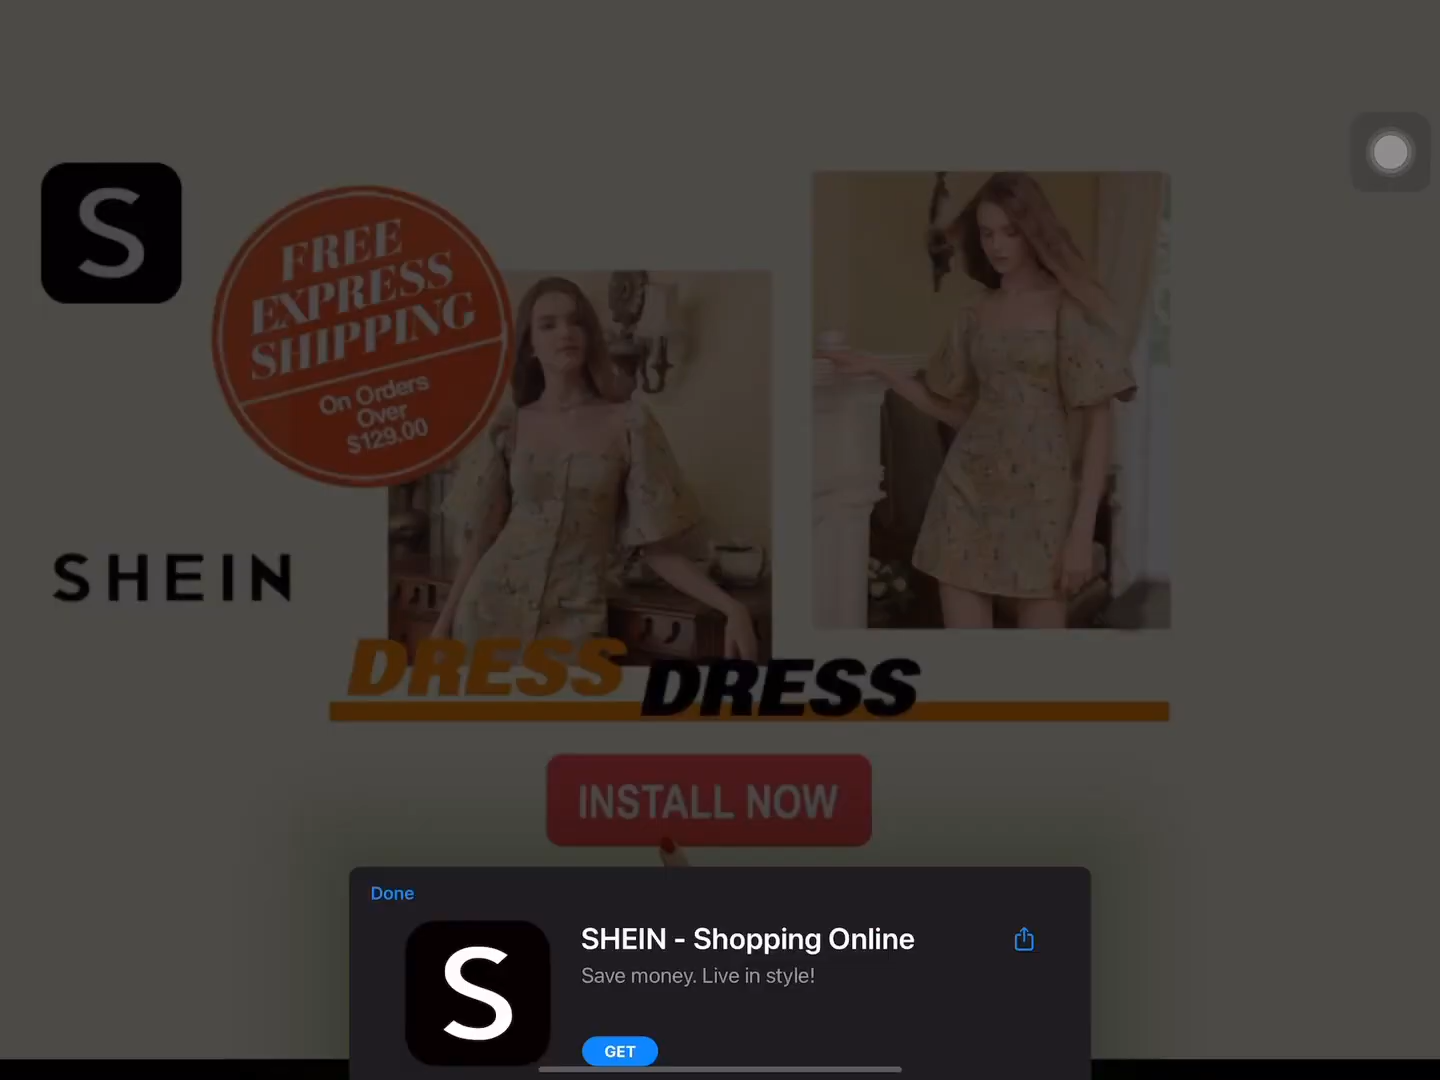 S
FREE
EXPRESS
SHIPPING
On Orders
Over
$129.00
SHEIN
DRESS DRESS
INSTALL NOW
Done
S
SHEIN - Shopping Online
Save money. Live in style!
GET